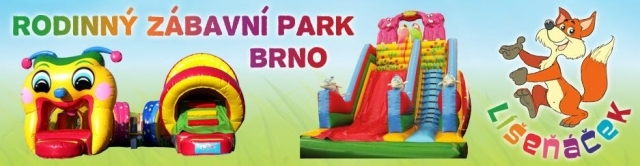 RODINNÝ ZÁBAVNÍ PARK
BRNO
Líšeňáček